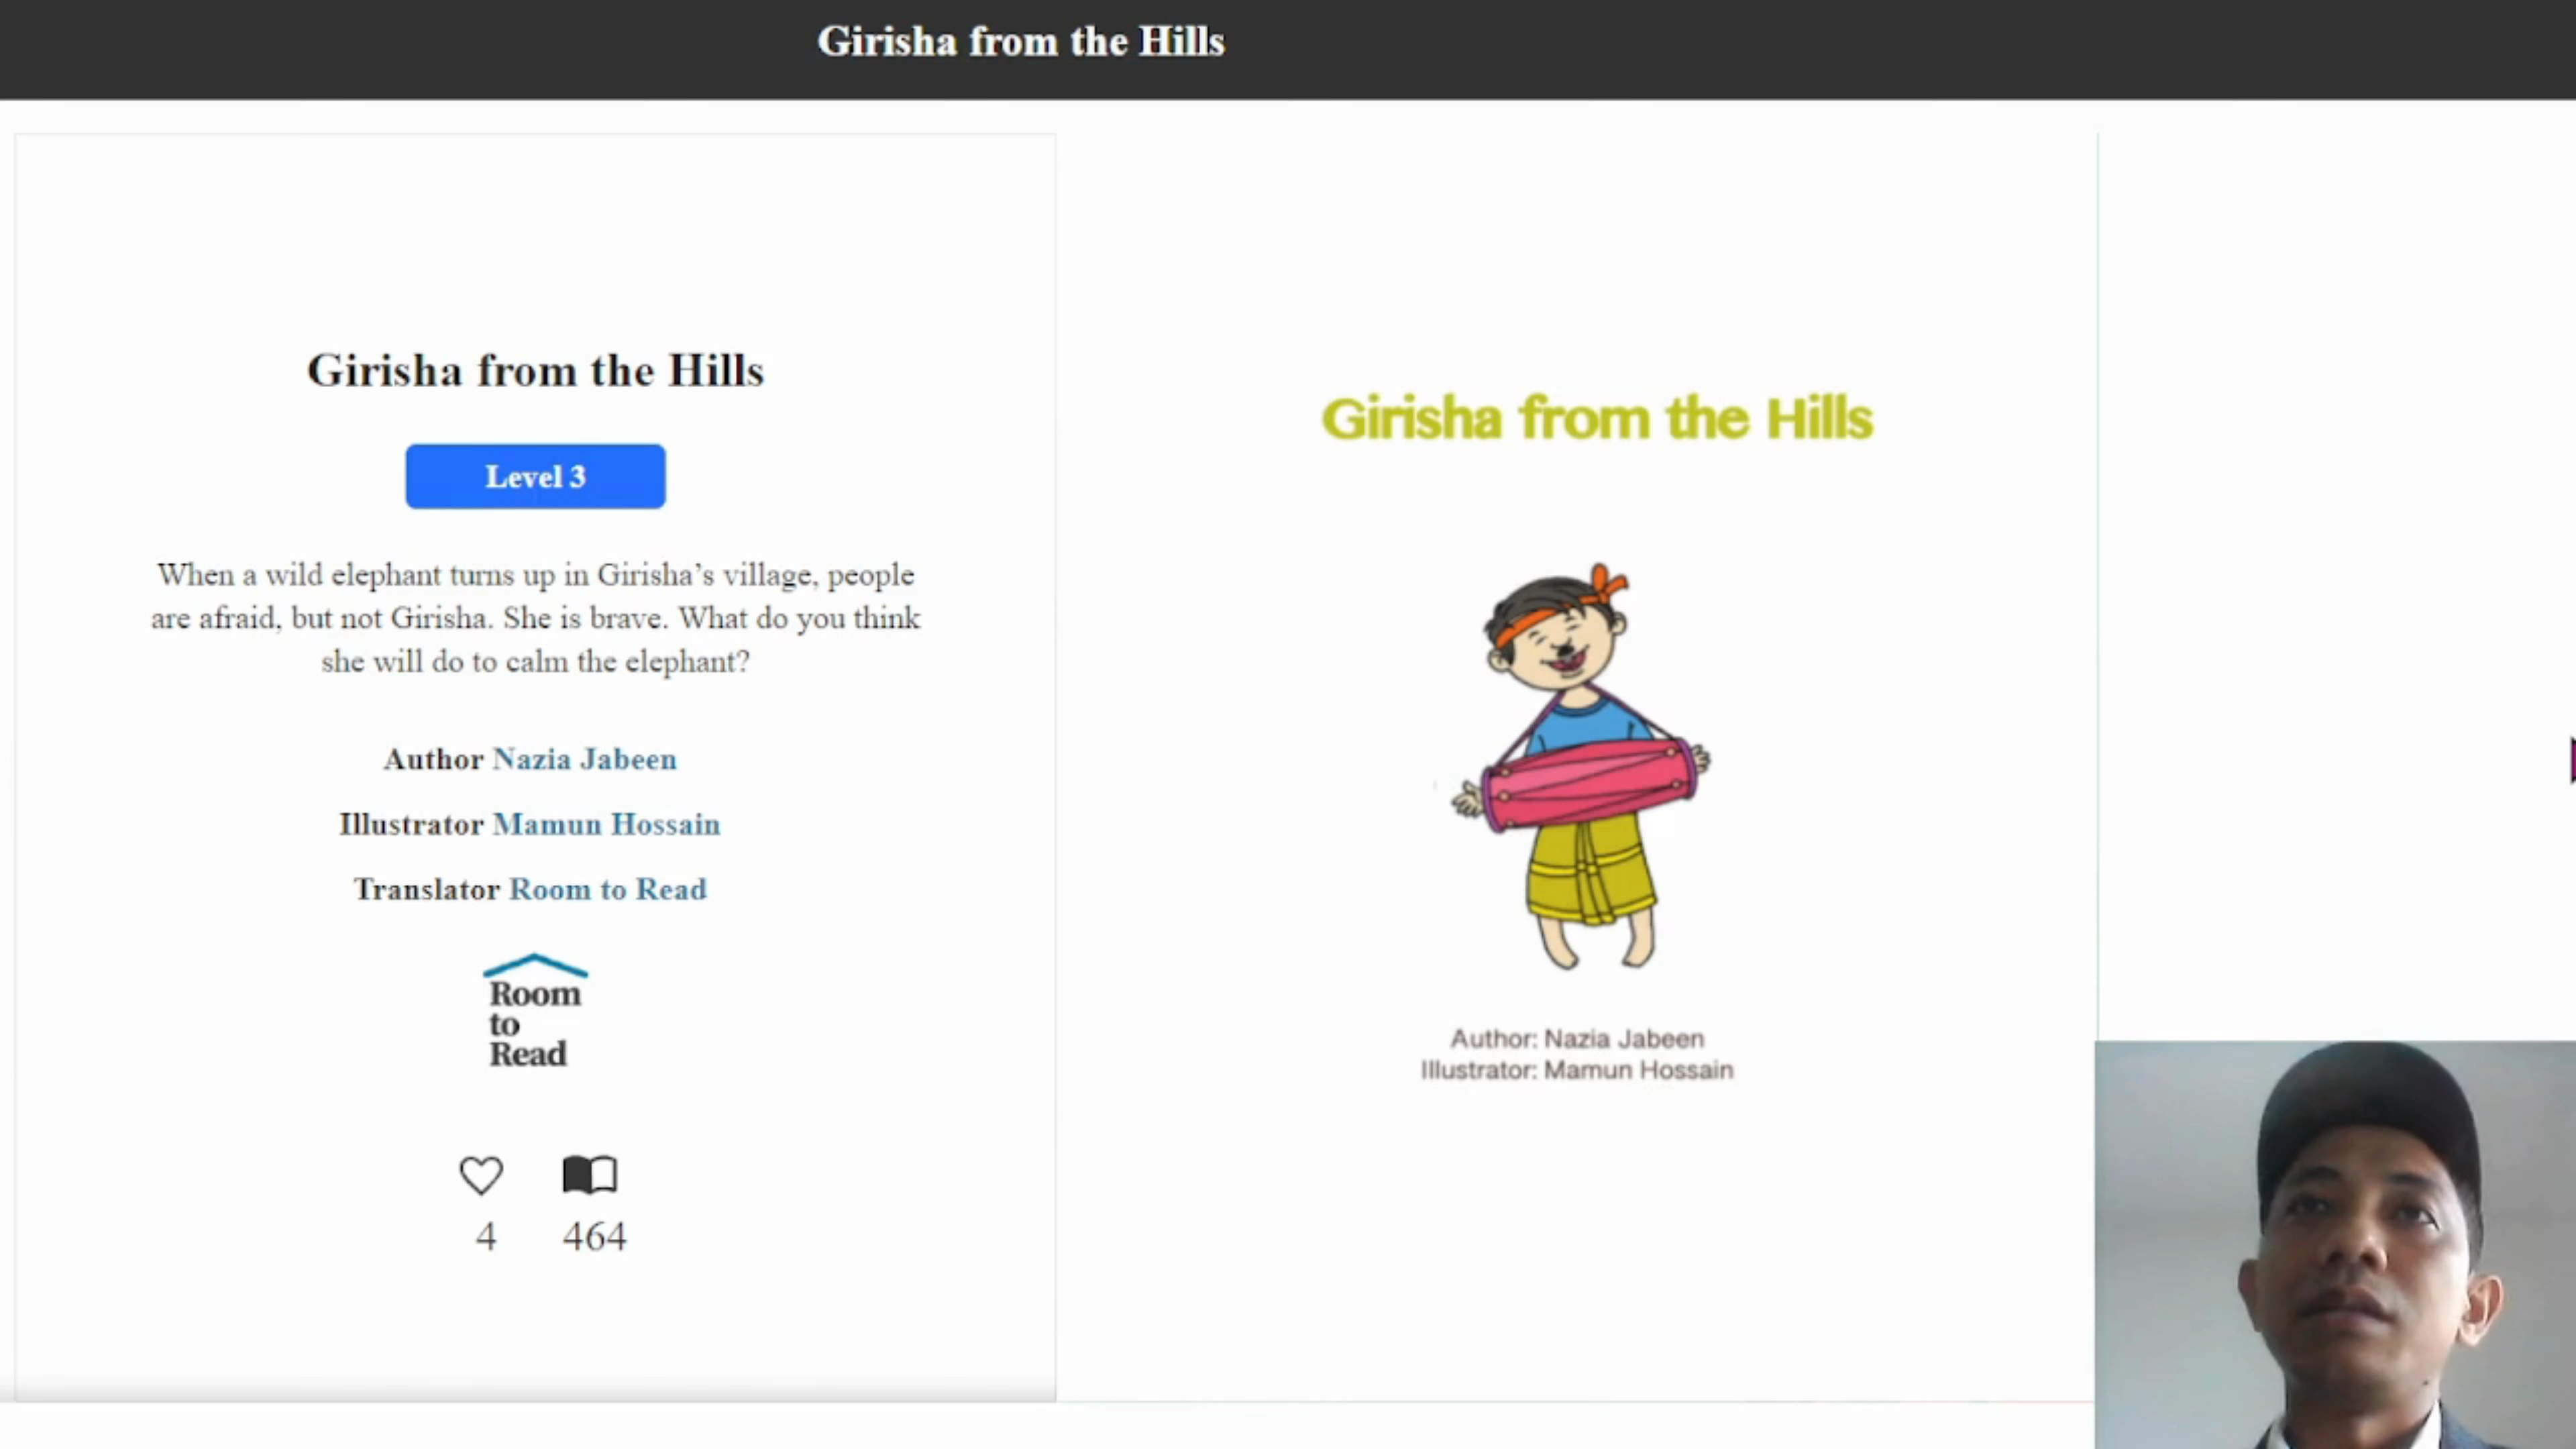 Girisha from the Hills
Girisha from the Hills
Level 3
When a wild elephant turns up in Girisha’s village, people
are afraid, but not Girisha. She is brave. What do you think
she will do to calm the elephant?
Author Nazia Jabeen
Illustrator Mamun Hossain
Translator Room to Read
Room
to
Read
4 464
Girisha from the Hills
Author: Nazia Jabeen
Illustrator: Mamun Hossain